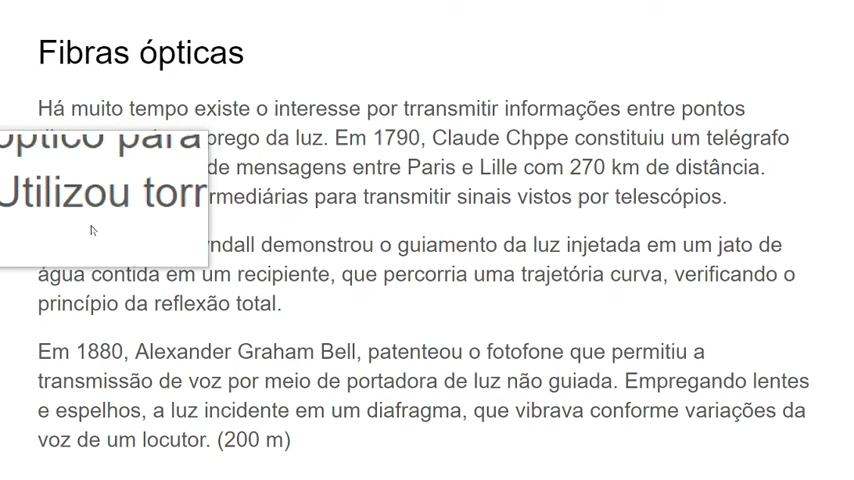 Fibras ópticas
Há muito tempo existe o interesse por trransmitir informações entre pontos
prego da luz. Em 1790, Claude Chppe constituiu um telégrafo
de mensagens entre Paris e Lille com 270 km de distância.
rmediárias para transmitir sinais vistos por telescópios.
óptico para
Utilizou torr
ndall demonstrou o guiamento da luz injetada em um jato de
água contida em um recipiente, que percorria uma trajetória curva, verificando o
princípio da reflexão total.
Em 1880, Alexander Graham Bell, patenteou o fotofone que permitiu a
transmissão de voz por meio de portadora de luz não guiada. Empregando lentes
e espelhos, a luz incidente em um diafragma, que vibrava conforme variações da
voz de um locutor. (200 m)